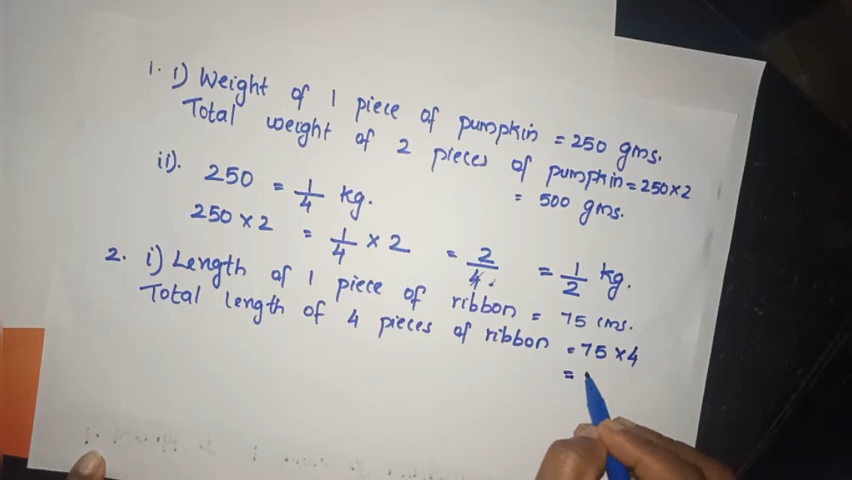 1. i) Weight of 1 piece of pumpkin = 250 gms.
Total weight of 2 pieces of pumpkin = 250 × 2
= 500 gms.
ii). 250 = 1/4 kg.
250 × 2 = 1/4 × 2 = 2/4 = 1/2 kg.
2. i) Length of 1 piece of ribbon = 75 cms.
Total length of 4 pieces of ribbon = 75 × 4
=